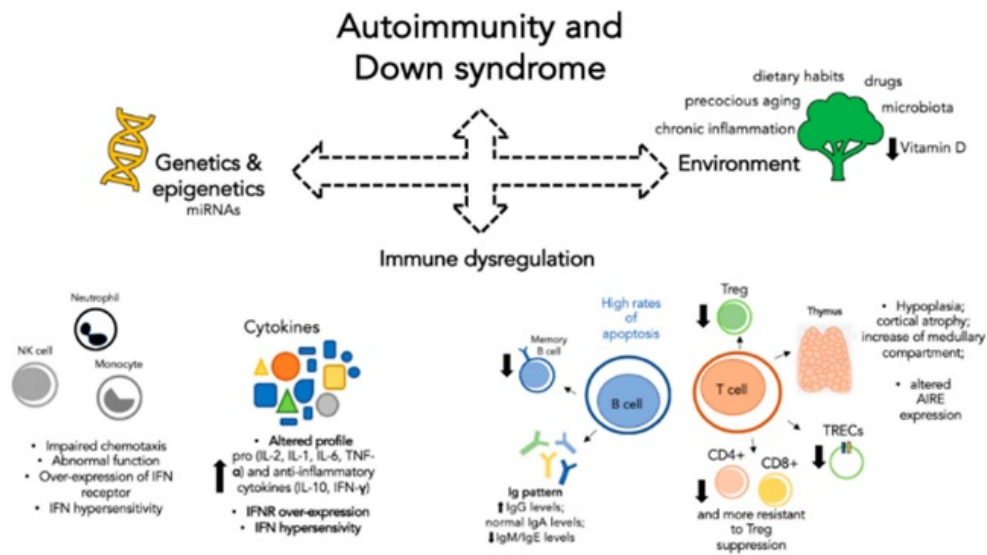 Autoimmunity and
Down syndrome
dietary habits
drugs
precocious aging
microbiota
chronic inflammation
Vitamin D
Environment
Genetics &
epigenetics
miRNAs
Immune dysregulation
Neutrophil
NK cell
Monocyte
• Impaired chemotaxis
• Abnormal function
• Over-expression of IFN
receptor
• IFN hypersensitivity
Cytokines
• Altered profile
pro (IL-2, IL-1, IL-6, TNF-
α) and anti-inflammatory
cytokines (IL-10, IFN-γ)
• IFNR over-expression
• IFN hypersensivity
High rates
of
apoptosis
Memory
B cell
B cell
Ig pattern
⬆IgG levels;
normal IgA levels;
⬇IgM/IgE levels
Treg
T cell
Thymus
• Hypoplasia;
cortical atrophy;
increase of medullary
compartment;
• altered
AIRE
expression
TRECs
CD4+
CD8+
and more resistant
to Treg
suppression